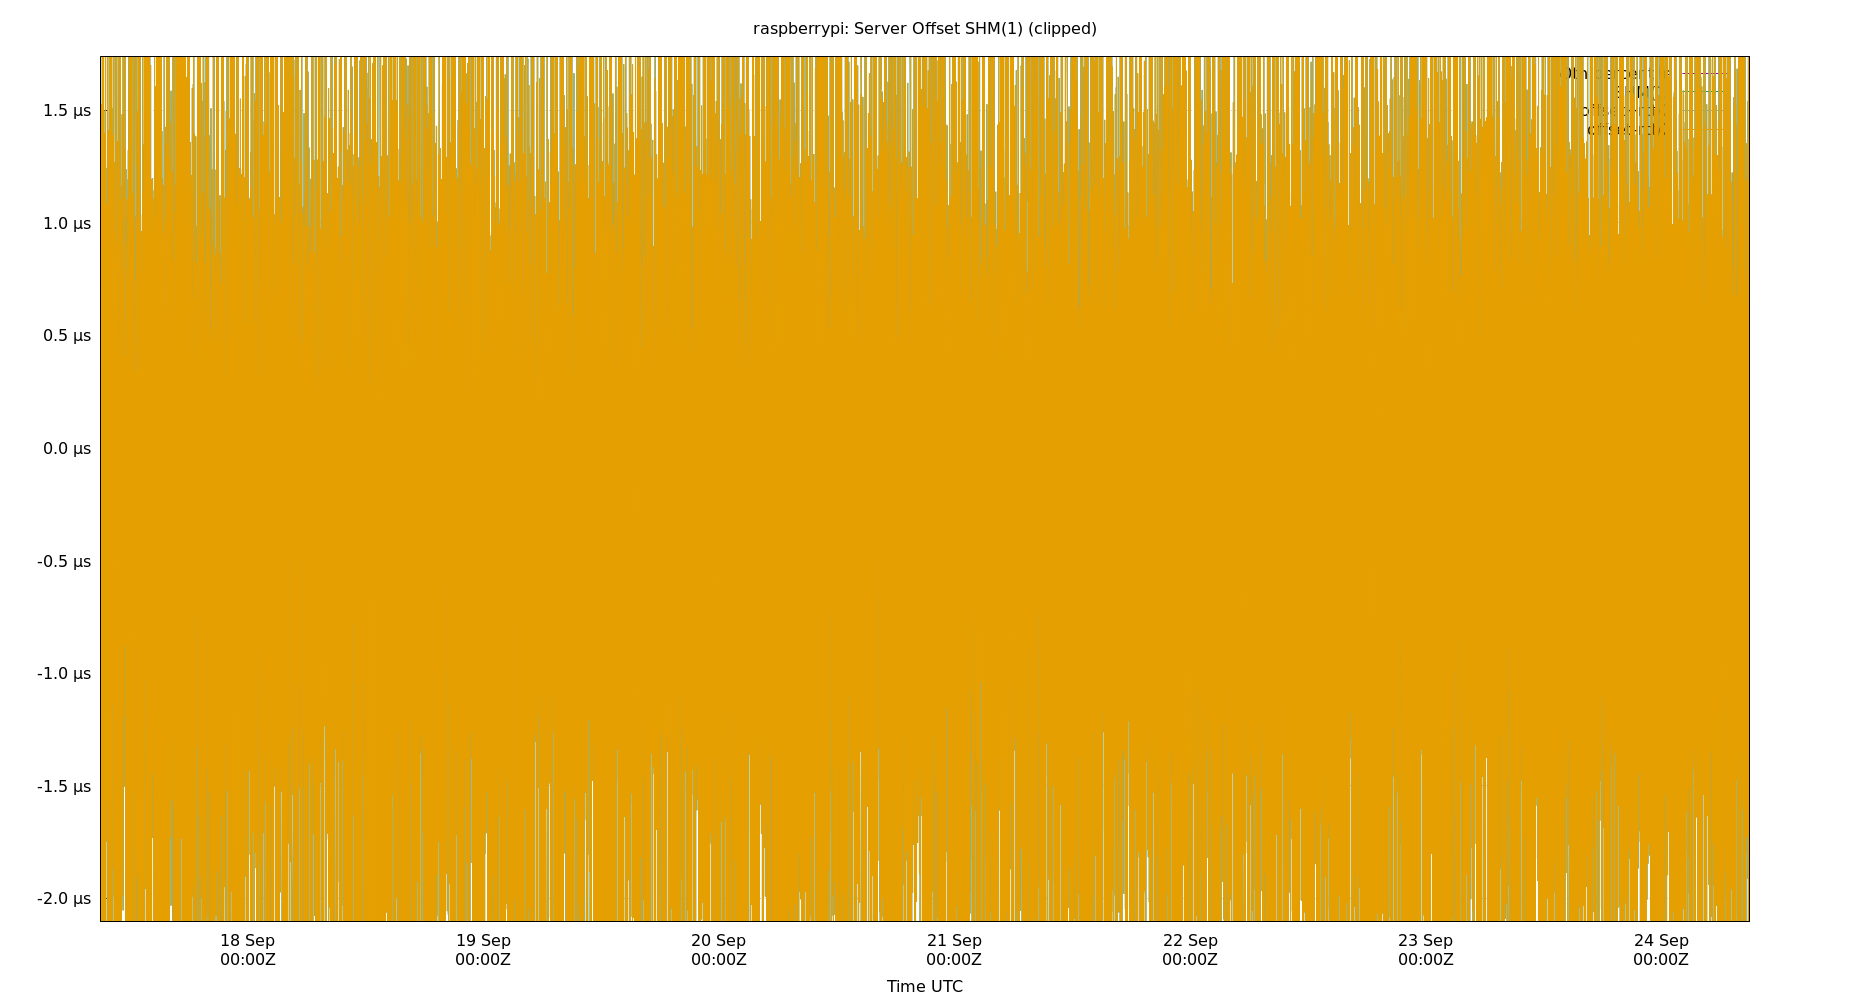 raspberrypi: Server Offset SHM(1) (clipped)
1.5 µs
1.0 µs
0.5 µs
0.0 µs
-0.5 µs
-1.0 µs
-1.5 µs
-2.0 µs
18 Sep 19 Sep 20 Sep 21 Sep 22 Sep 23 Sep 24 Sep
00:00Z 00:00Z 00:00Z 00:00Z 00:00Z 00:00Z 00:00Z
Time UTC